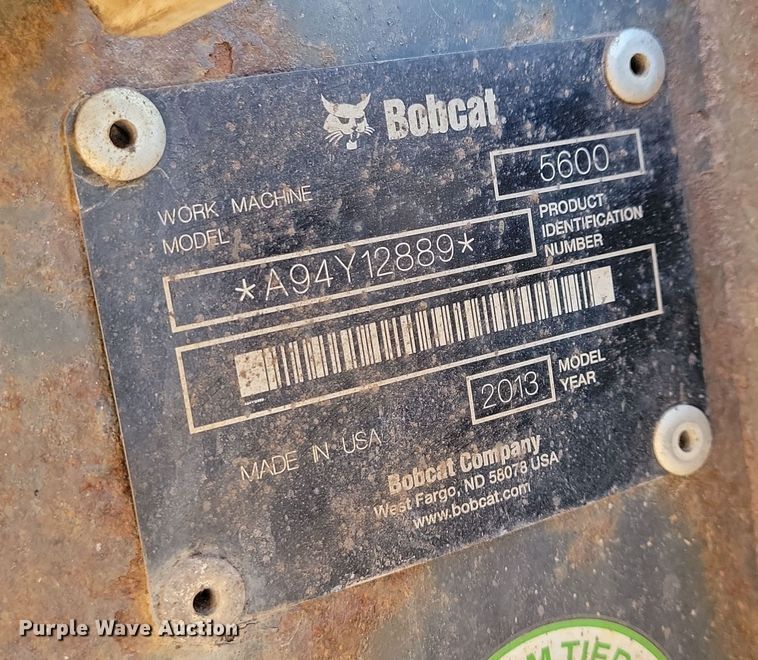 Bobcat
WORK MACHINE
MODEL
5600
*A94Y12889*
PRODUCT
IDENTIFICATION
NUMBER
2013
MODEL
YEAR
MADE IN USA
Bobcat Company
West Fargo, ND 58078 USA
www.bobcat.com
Purple Wave Auction
TIER